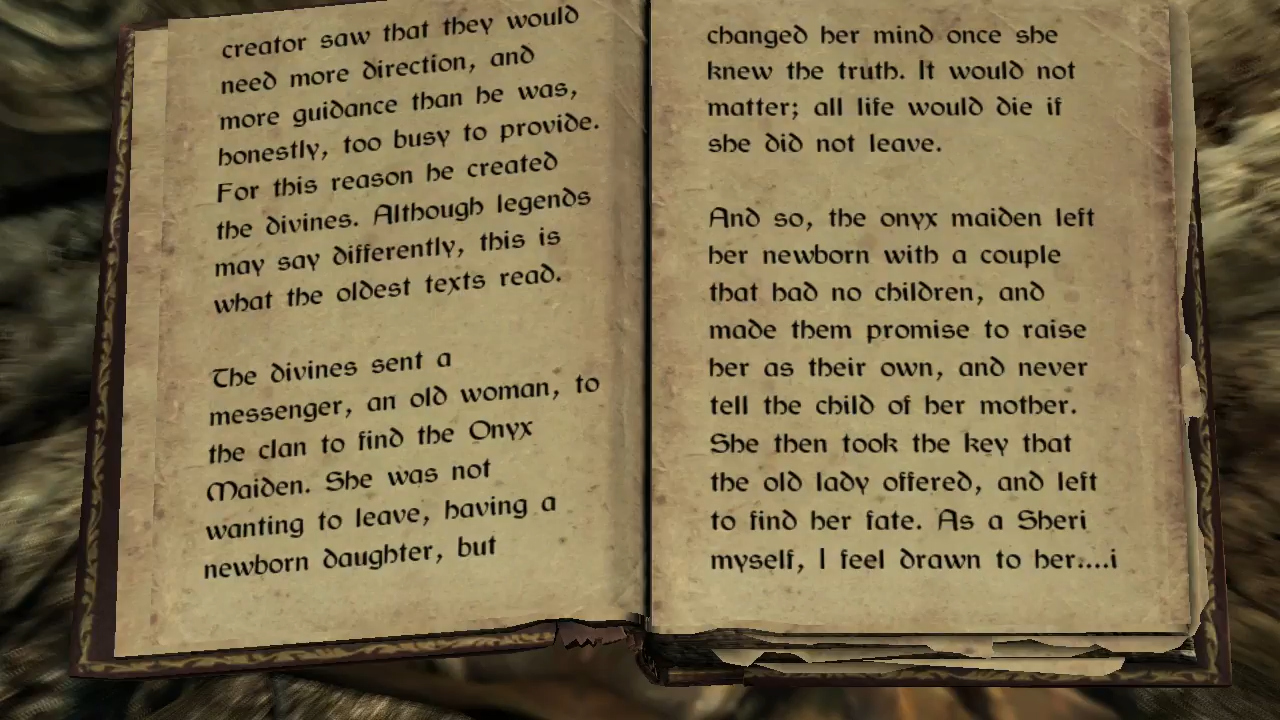 creator saw that they would
need more direction, and
more guidance than he was,
honestly, too busy to provide.
For this reason he created
the divines. Although legends
may say differently, this is
what the oldest texts read.
The divines sent a
messenger, an old woman, to
the clan to find the Onyx
Maiden. She was not
wanting to leave, having a
newborn daughter, but
changed her mind once she
knew the truth. It would not
matter; all life would die if
she did not leave.
And so, the onyx maiden left
her newborn with a couple
that had no children, and
made them promise to raise
her as their own, and never
tell the child of her mother.
She then took the key that
the old lady offered, and left
to find her fate. As a Sheri
myself, I feel drawn to her....i